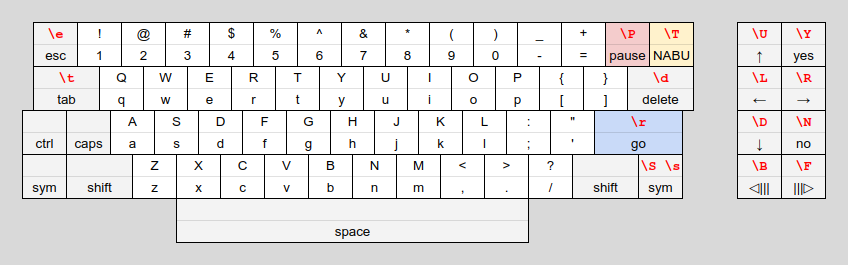 \e ! @ # $ % ^ & * ( ) _ + \P \T \U \Y
esc 1 2 3 4 5 6 7 8 9 0 - = pause NABU ↑ yes
\t Q W E R T Y U I O P { } \d \L \R
tab q w e r t y u i o p [ ] delete ← →
A S D F G H J K L : " \r \D \N
ctrl caps a s d f g h j k l ; ' go ↓ no
Z X C V B N M < > ? \S \s \B \F
sym shift z x c v b n m , . / shift sym ◁||| |||▷
space